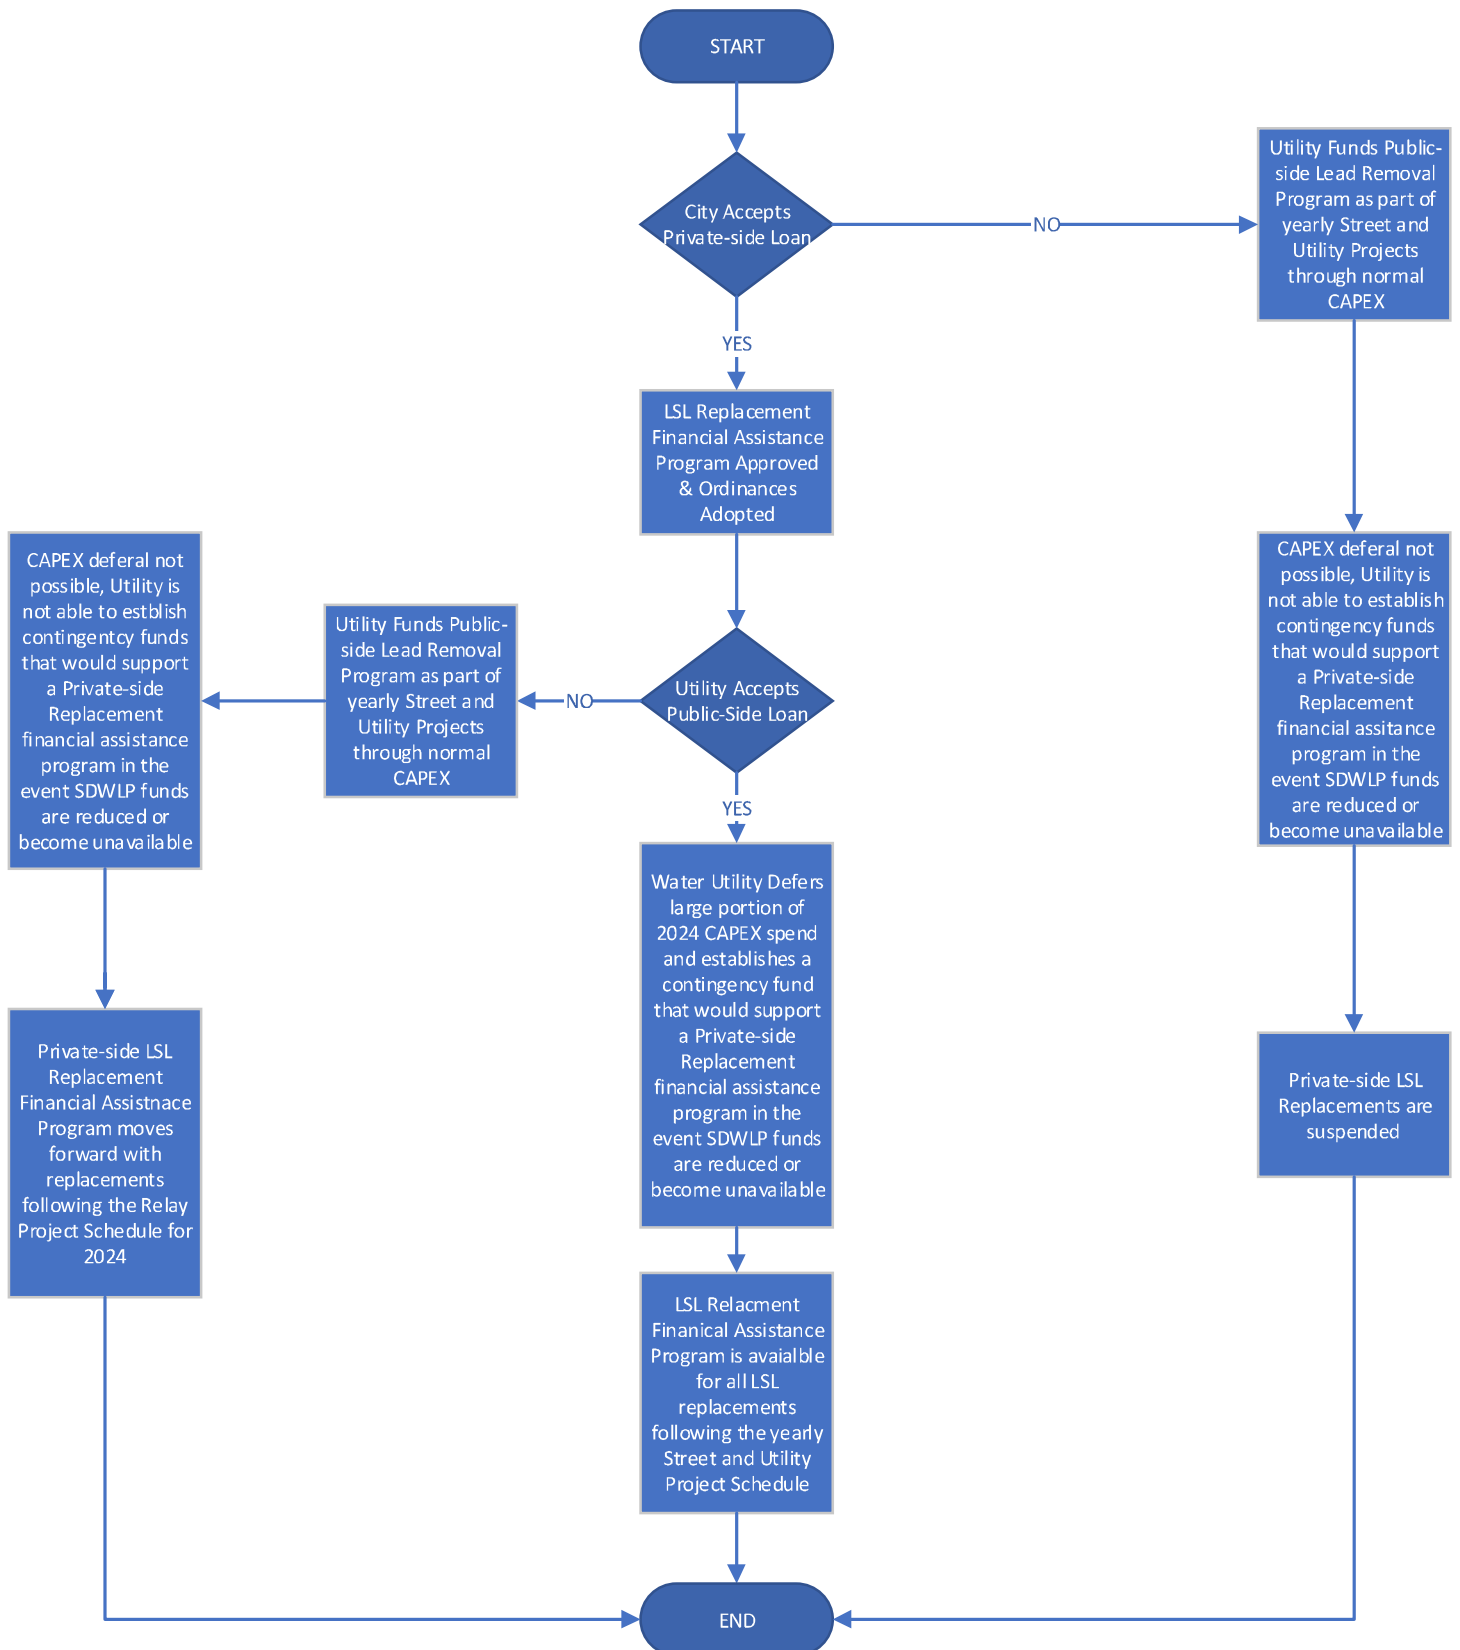 START
City Accepts
Private-side Loan
NO
Utility Funds Public-
side Lead Removal
Program as part of
yearly Street and
Utility Projects
through normal
CAPEX
YES
LSL Replacement
Financial Assistance
Program Approved
& Ordinances
Adopted
CAPEX deferal not
possible, Utility is
not able to establish
contingency funds
that would support
a Private-side
Replacement
financial assitance
program in the
event SDWLP funds
are reduced or
become unavailable
Utility Accepts
Public-Side Loan
NO
Utility Funds Public-
side Lead Removal
Program as part of
yearly Street and
Utility Projects
through normal
CAPEX
CAPEX deferal not
possible, Utility is
not able to estblish
contingentcy funds
that would support
a Private-side
Replacement
financial assistance
program in the
event SDWLP funds
are reduced or
become unavailable
YES
Water Utility Defers
large portion of
2024 CAPEX spend
and establishes a
contingency fund
that would support
a Private-side
Replacement
financial assistance
program in the
event SDWLP funds
are reduced or
become unavailable
Private-side LSL
Replacement
Financial Assistnace
Program moves
forward with
replacements
following the Relay
Project Schedule for
2024
Private-side LSL
Replacements are
suspended
LSL Relacment
Finanical Assistance
Program is avaialble
for all LSL
replacements
following the yearly
Street and Utility
Project Schedule
END